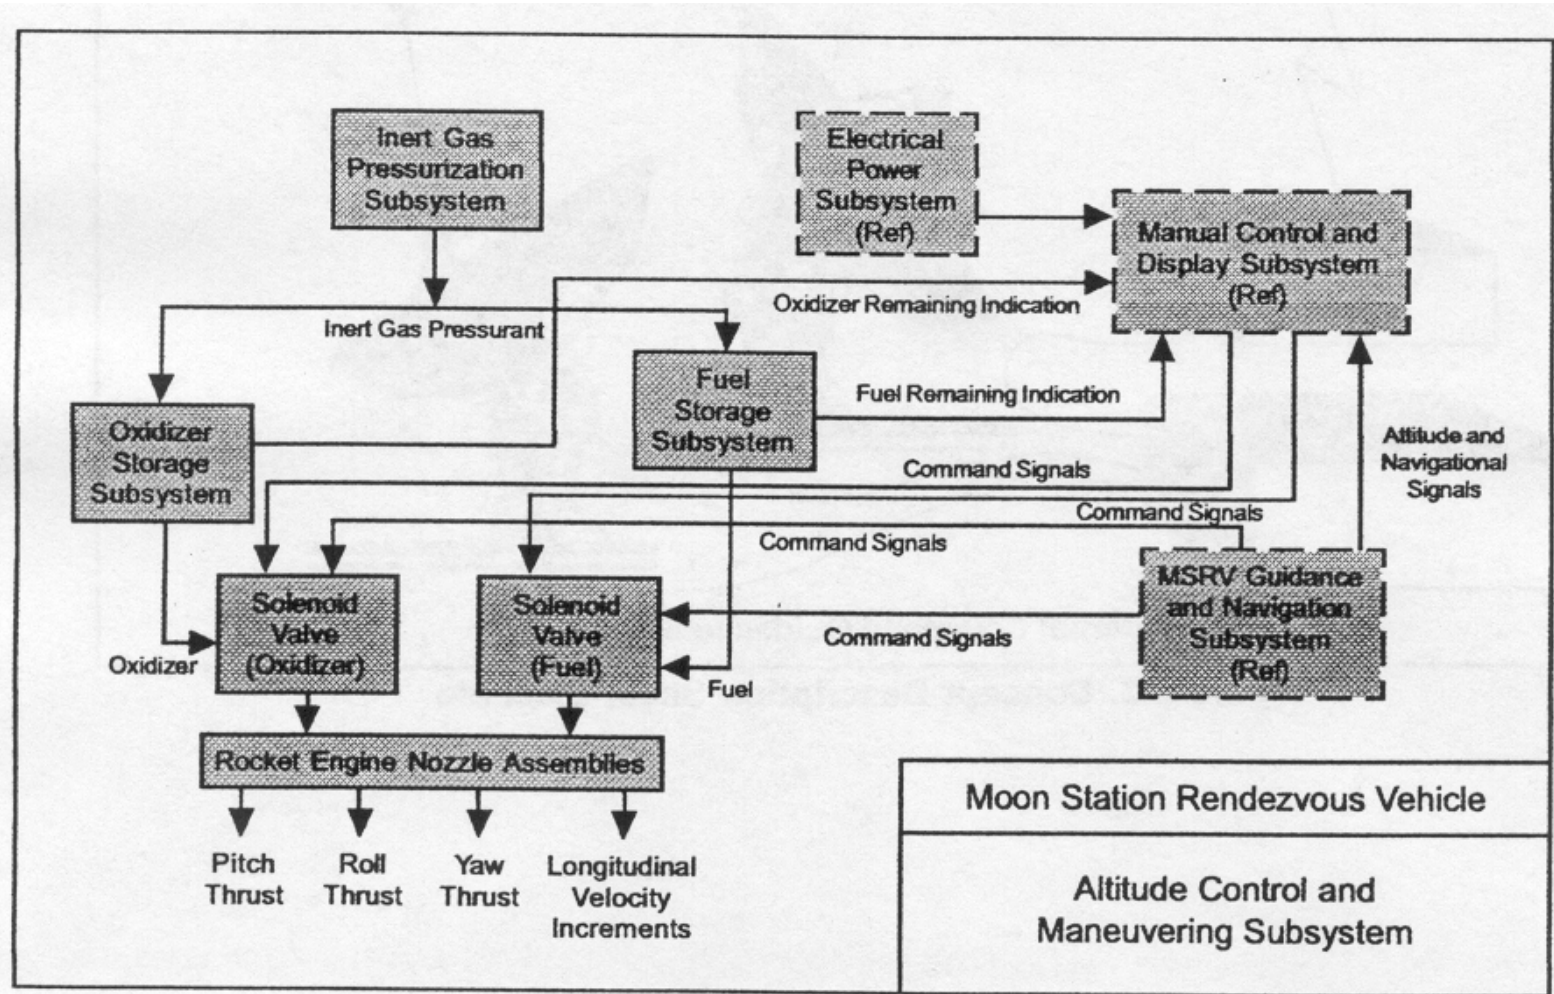 Inert Gas
Pressurization
Subsystem
Electrical
Power
Subsystem
(Ref)
Manual Control and
Display Subsystem
(Ref)
Oxidizer Remaining Indication
Inert Gas Pressurant
Fuel
Storage
Subsystem
Fuel Remaining Indication
Oxidizer
Storage
Subsystem
Attitude and
Navigational
Signals
Command Signals
Command Signals
Command Signals
Solenoid
Valve
(Oxidizer)
Solenoid
Valve
(Fuel)
MSRV Guidance
and Navigation
Subsystem
(Ref)
Command Signals
Oxidizer
Fuel
Rocket Engine Nozzle Assemblies
Pitch
Thrust
Roll
Thrust
Yaw
Thrust
Longitudinal
Velocity
Increments
Moon Station Rendezvous Vehicle
Altitude Control and
Maneuvering Subsystem